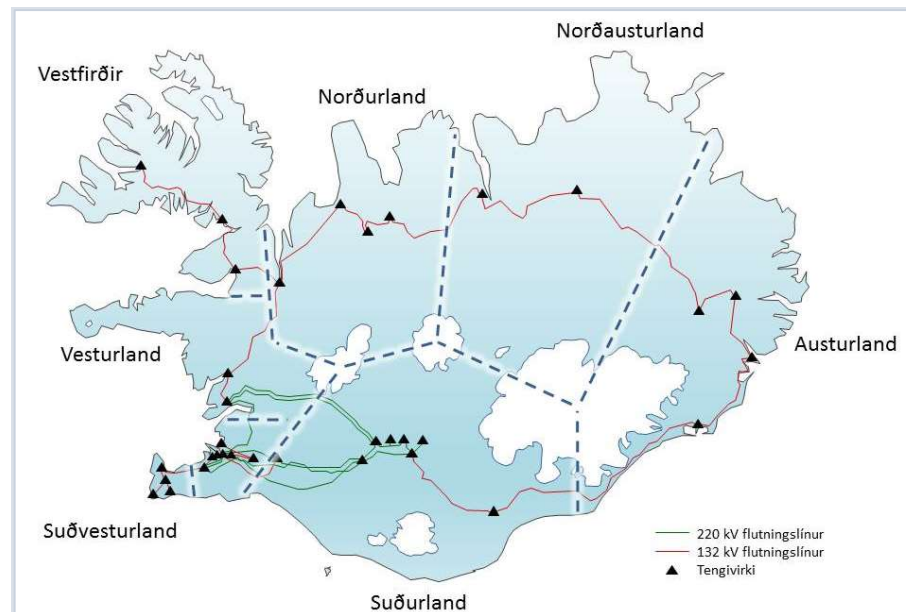 Norðausturland
Vestfirðir
Norðurland
Vesturland
Austurland
Suðvesturland
220 kV flutningslínur
132 kV flutningslínur
Tengivirki
Suðurland